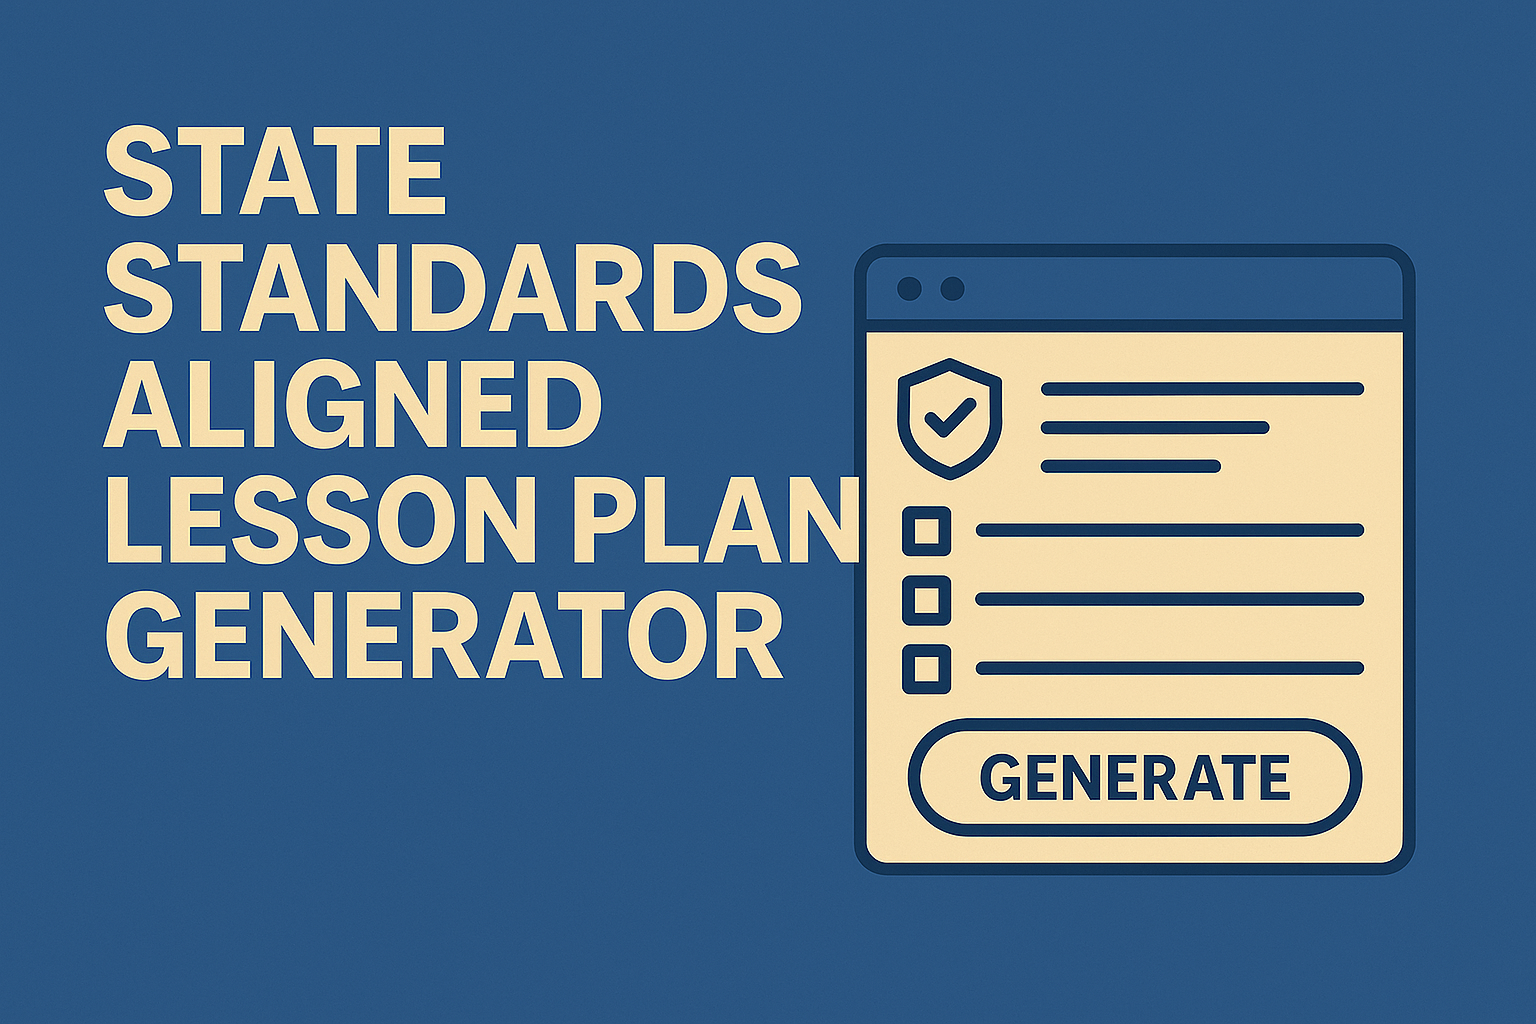 STATE
STANDARDS
ALIGNED
LESSON PLAN
GENERATOR
GENERATE